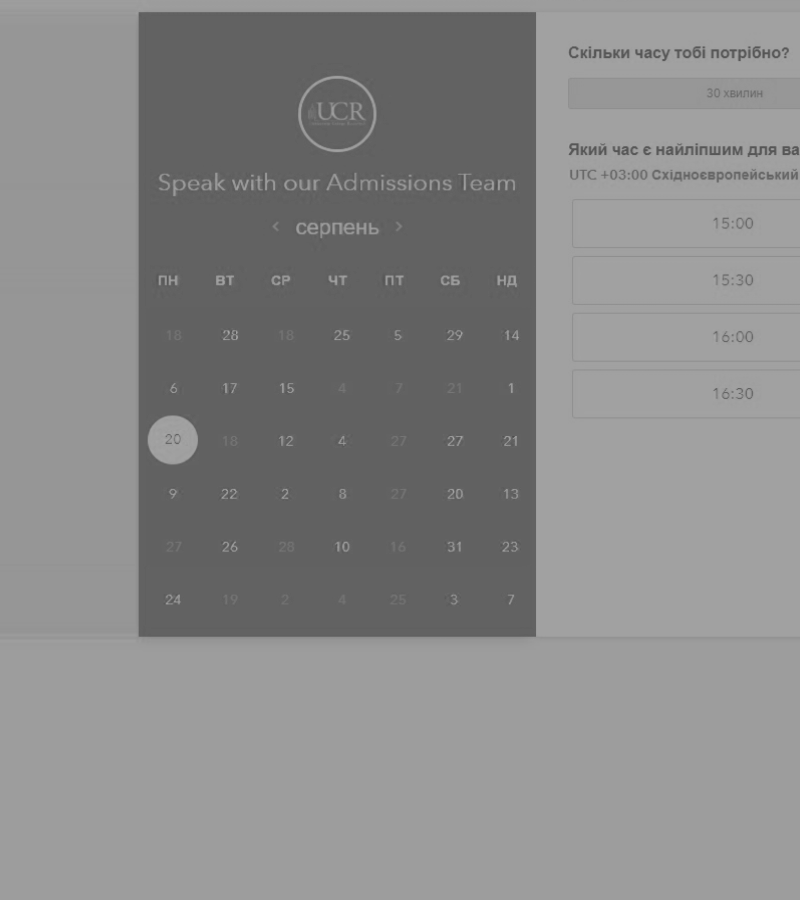 UCR
Speak with our Admissions Team
серпень
ПН ВТ СР ЧТ ПТ СБ НД
18 28 18 25 5 29 14
6 17 15 4 7 21 1
20 18 12 4 27 27 21
9 22 2 8 27 20 13
27 26 28 10 16 31 23
24 19 2 4 25 3 7
Скільки часу тобі потрібно?
30 хвилин
Який час є найліпшим для ва
UTC +03:00 Східноєвропейський
15:00
15:30
16:00
16:30